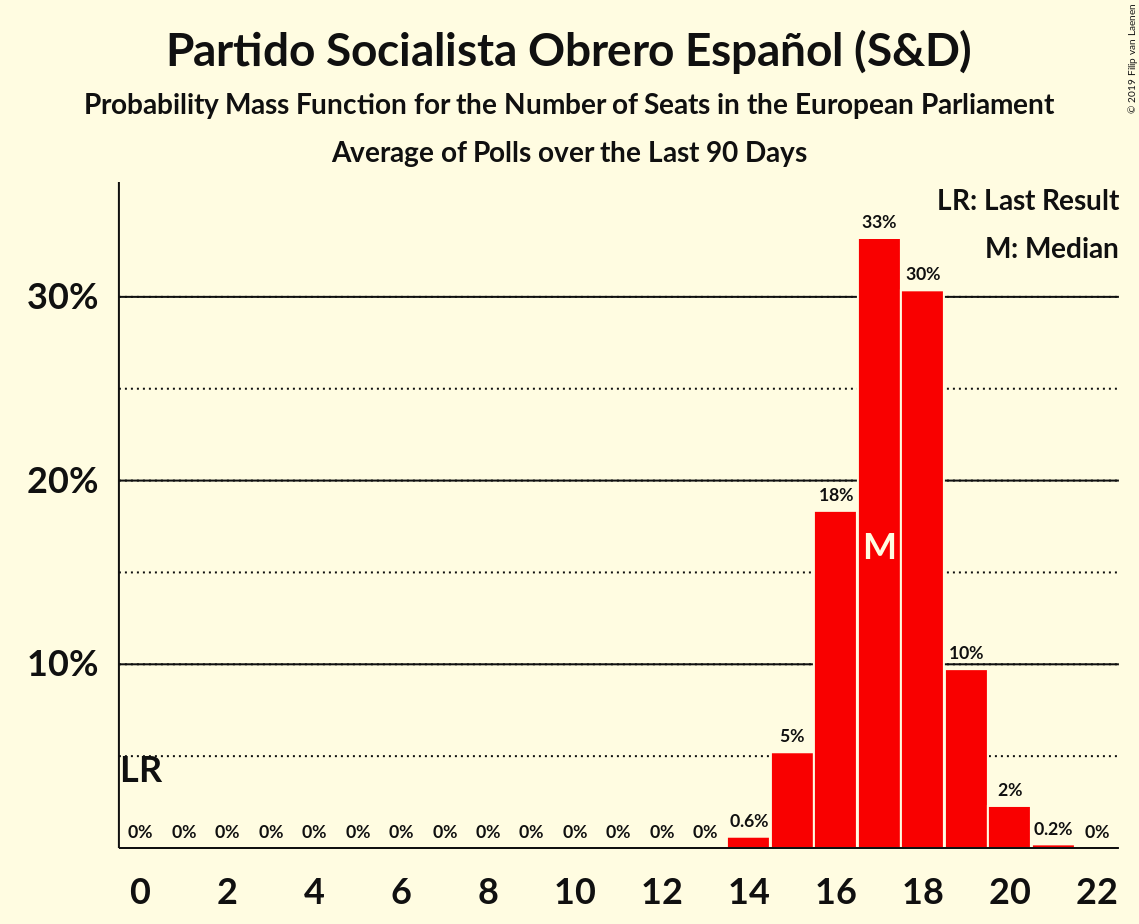 Partido Socialista Obrero Español (S&D)
Probability Mass Function for the Number of Seats in the European Parliament
Average of Polls over the Last 90 Days
© 2019 Filip van Laenen
LR: Last Result
M: Median
30%
20%
10%
LR
M
0% 0% 0% 0% 0% 0% 0% 0% 0% 0% 0% 0% 0% 0% 0.6% 5% 18% 33% 30% 10% 2% 0.2% 0%
0 2 4 6 8 10 12 14 16 18 20 22